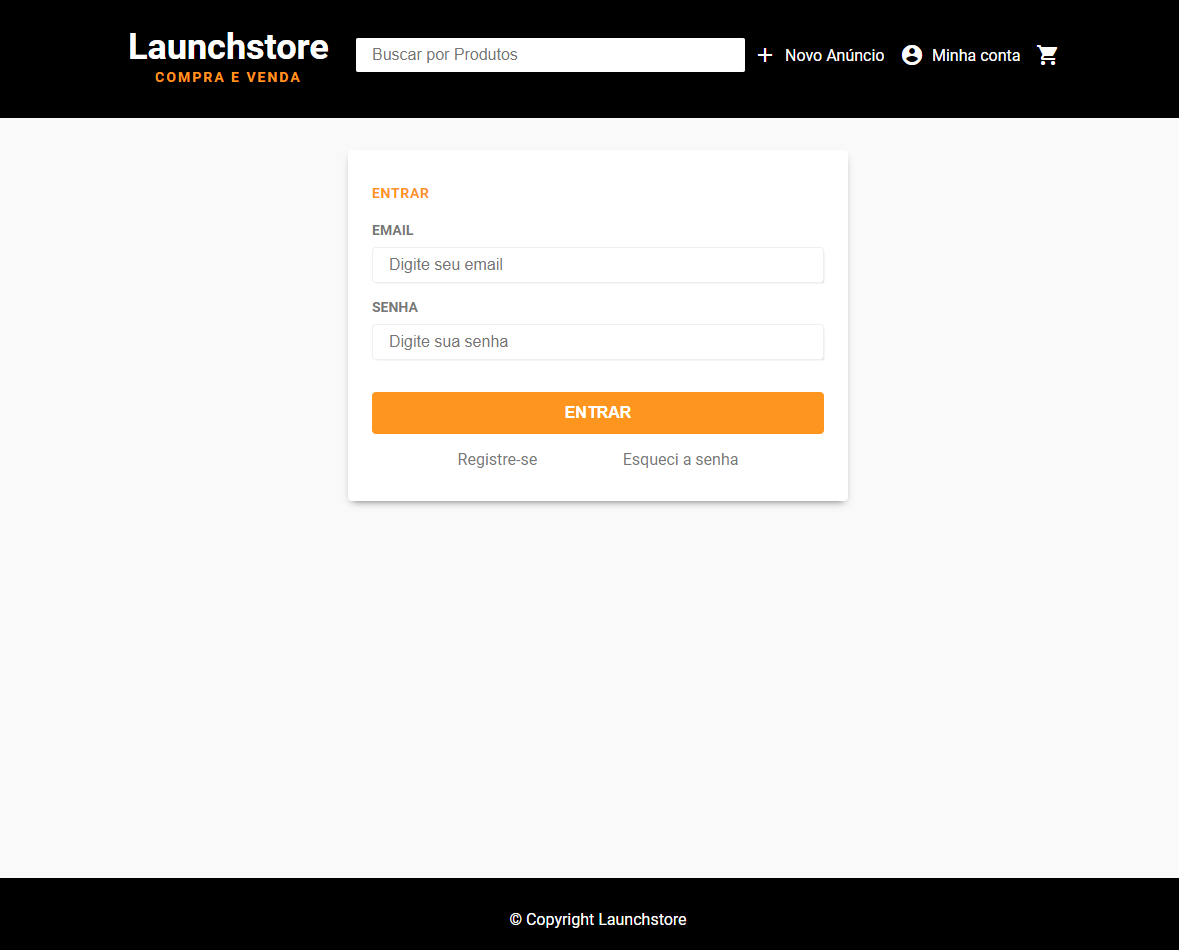 Launchstore
COMPRA E VENDA
Buscar por Produtos
Novo Anúncio
Minha conta
ENTRAR
EMAIL
Digite seu email
SENHA
Digite sua senha
ENTRAR
Registre-se Esqueci a senha
© Copyright Launchstore